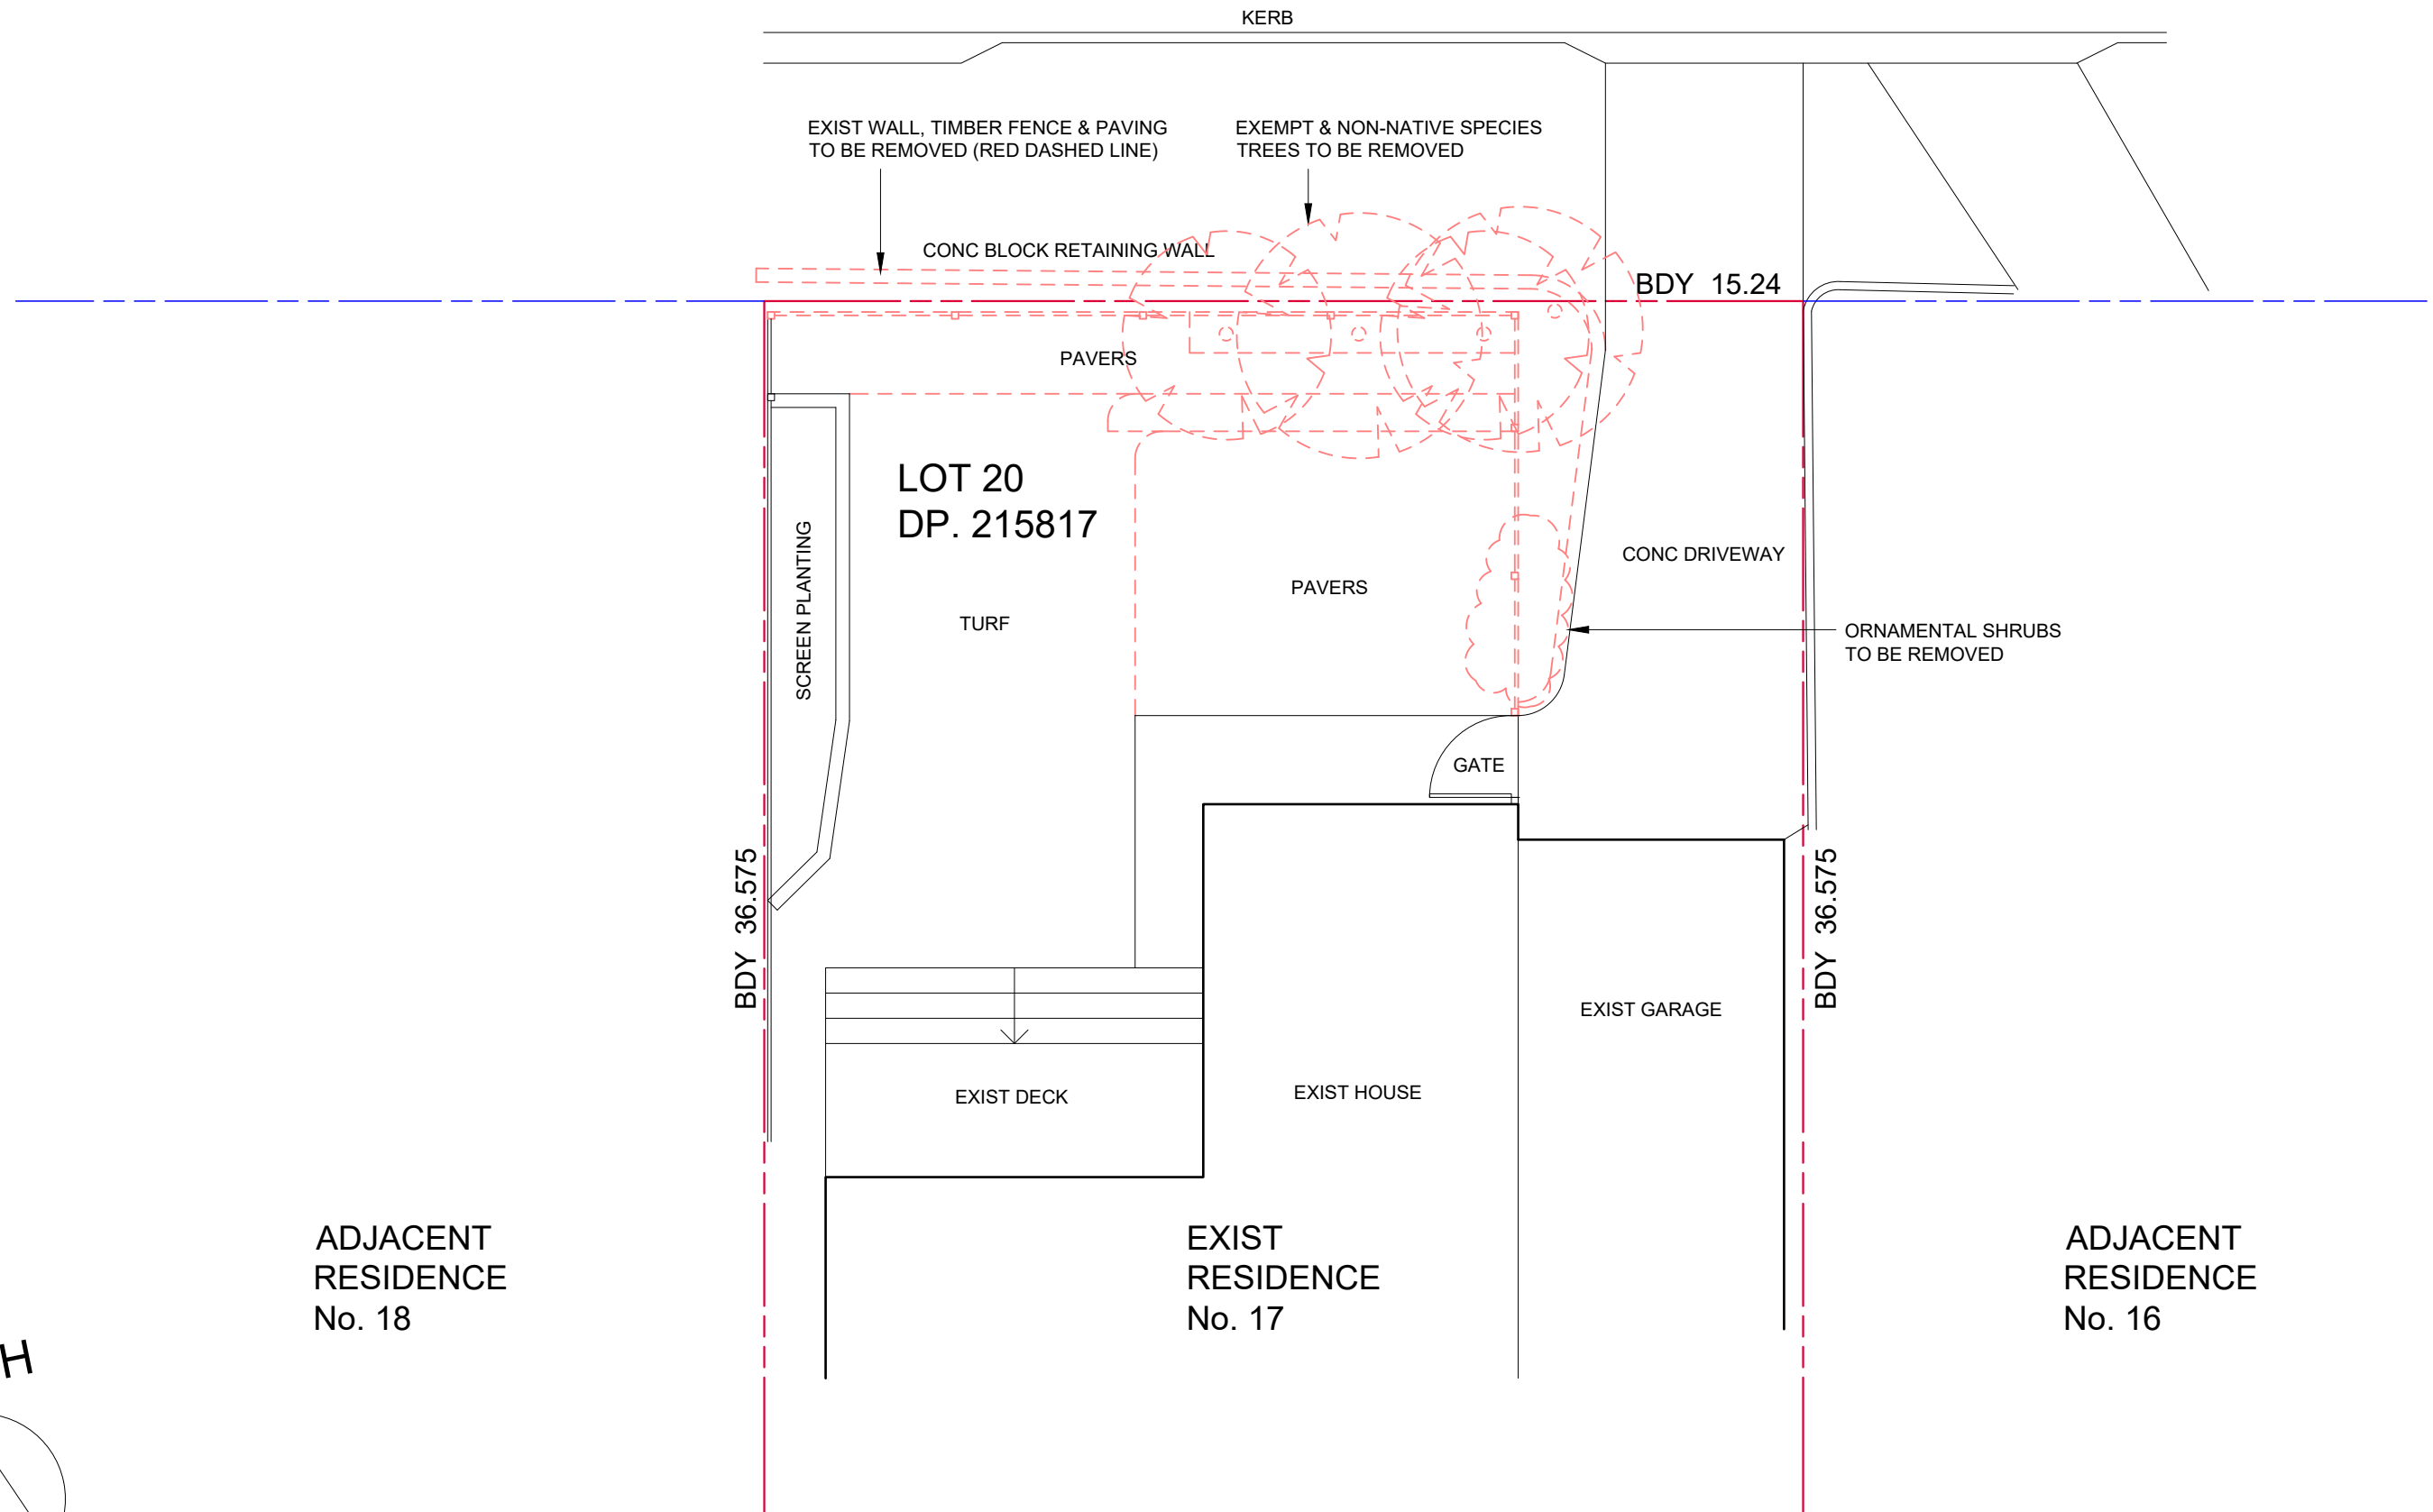 KERB
EXIST WALL, TIMBER FENCE & PAVING
TO BE REMOVED (RED DASHED LINE)
EXEMPT & NON-NATIVE SPECIES
TREES TO BE REMOVED
CONC BLOCK RETAINING WALL
BDY 15.24
PAVERS
LOT 20
DP. 215817
SCREEN PLANTING
TURF
PAVERS
CONC DRIVEWAY
ORNAMENTAL SHRUBS
TO BE REMOVED
GATE
BDY 36.575
BDY 36.575
EXIST GARAGE
EXIST DECK
EXIST HOUSE
ADJACENT
RESIDENCE
No. 18
EXIST
RESIDENCE
No. 17
ADJACENT
RESIDENCE
No. 16
H